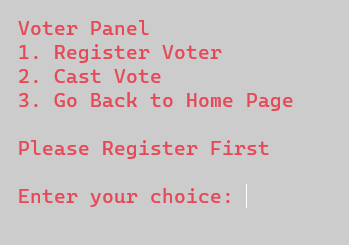 Voter Panel
1. Register Voter
2. Cast Vote
3. Go Back to Home Page
Please Register First
Enter your choice: